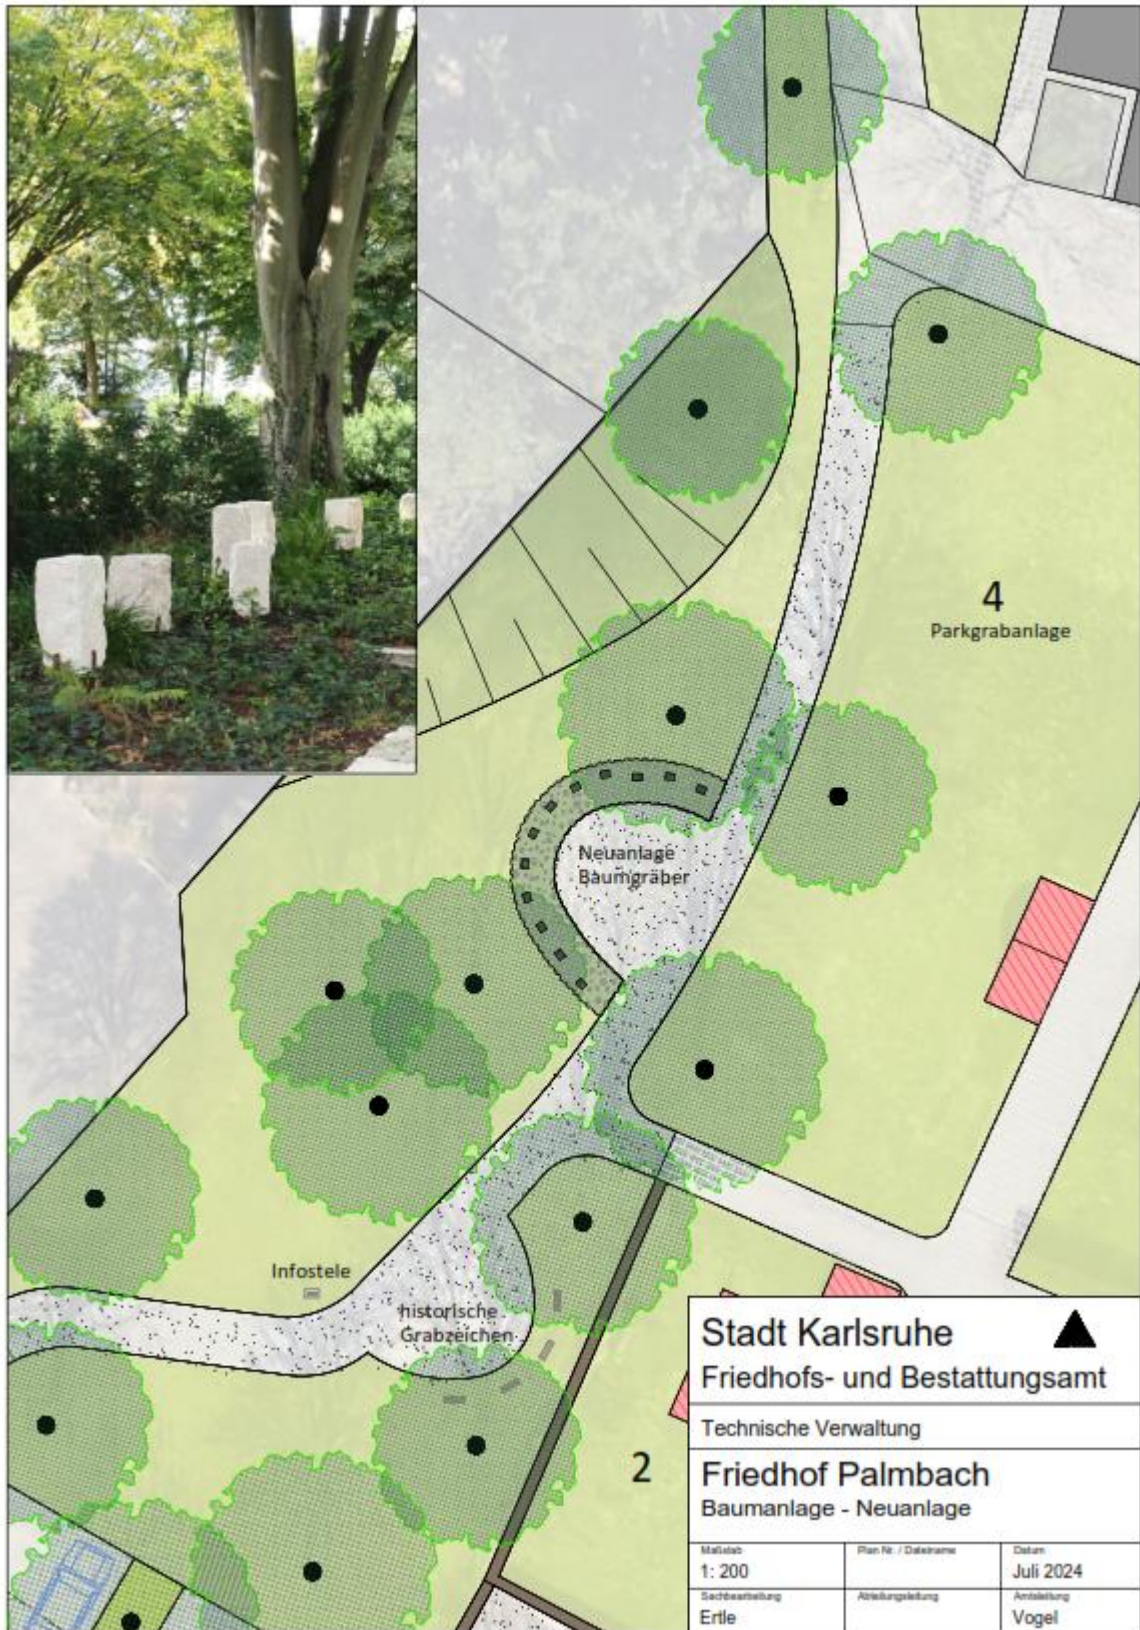 4
Parkgrabanlage
Neuanlage
Baumgräber
Infostele
historische
Grabzeichen
2
Stadt Karlsruhe
Friedhofs- und Bestattungsamt
Technische Verwaltung
Friedhof Palmbach
Baumanlage - Neuanlage
Maßstab
1: 200
Plan Nr. / Dateiname
Datum
Juli 2024
Sachbearbeitung
Ertle
Abteilungsleitung
Amtsleitung
Vogel